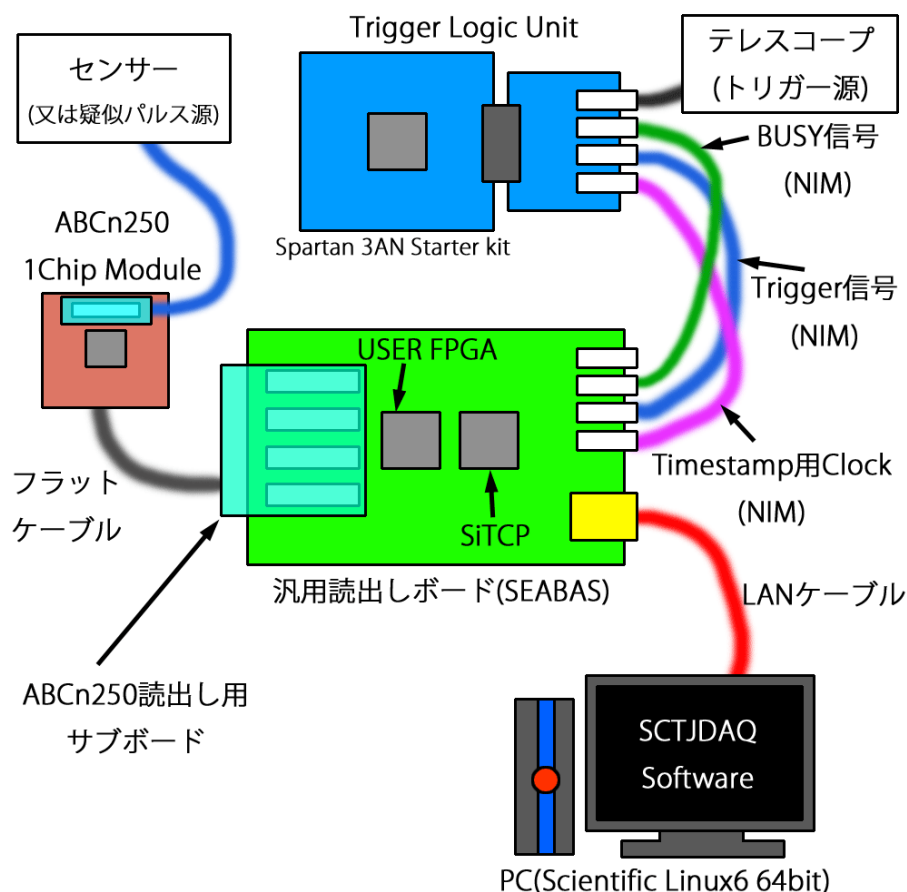 Trigger Logic Unit
センサー
(又は疑似パルス源)
テレスコープ
(トリガー源)
BUSY信号
(NIM)
ABCn250
1Chip Module
Spartan 3AN Starter kit
Trigger信号
(NIM)
USER FPGA
フラット
ケーブル
SiTCP
Timestamp用Clock
(NIM)
汎用読出しボード(SEABAS)
LANケーブル
ABCn250読出し用
サブボード
SCTJDAQ
Software
PC(Scientific Linux6 64bit)